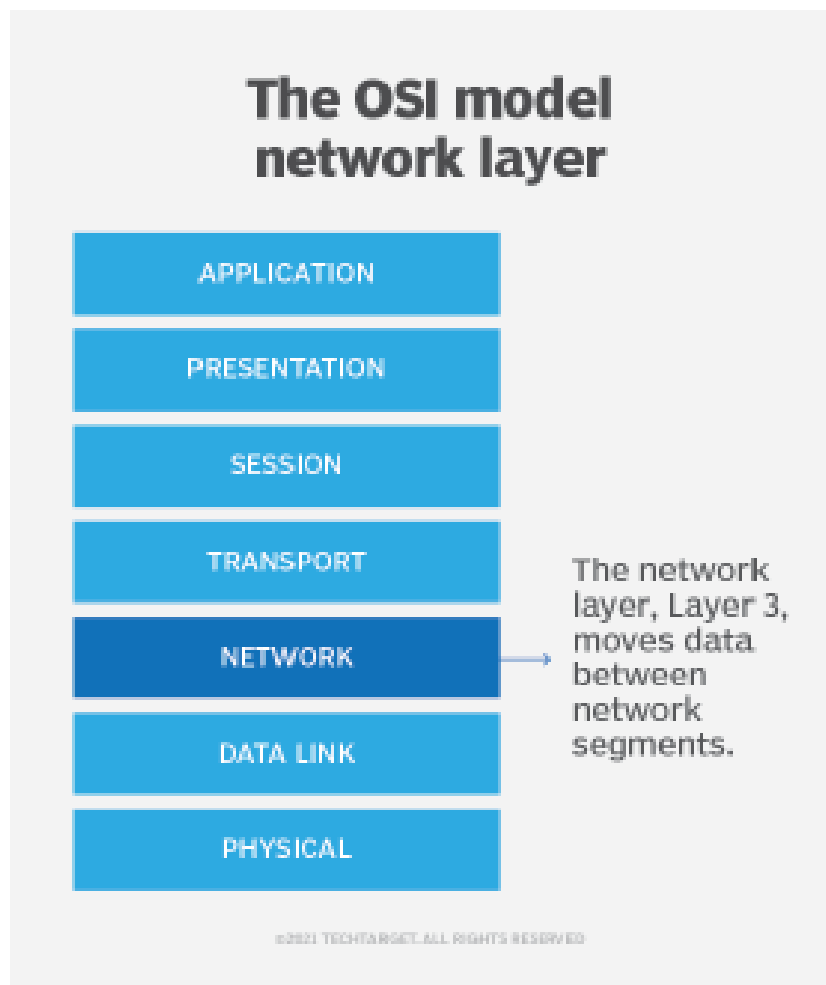 The OSI model
network layer
APPLICATION
PRESENTATION
SESSION
TRANSPORT
NETWORK
The network
layer, Layer 3,
moves data
between
network
segments.
DATA LINK
PHYSICAL
©2021 TECHTARGET. ALL RIGHTS RESERVED